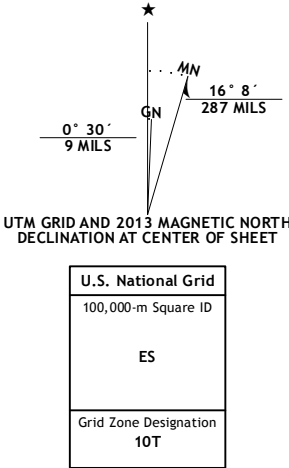 MN
16° 8´
287 MILS
GN
0° 30´
9 MILS
UTM GRID AND 2013 MAGNETIC NORTH
DECLINATION AT CENTER OF SHEET
U.S. National Grid
100,000-m Square ID
ES
Grid Zone Designation
10T